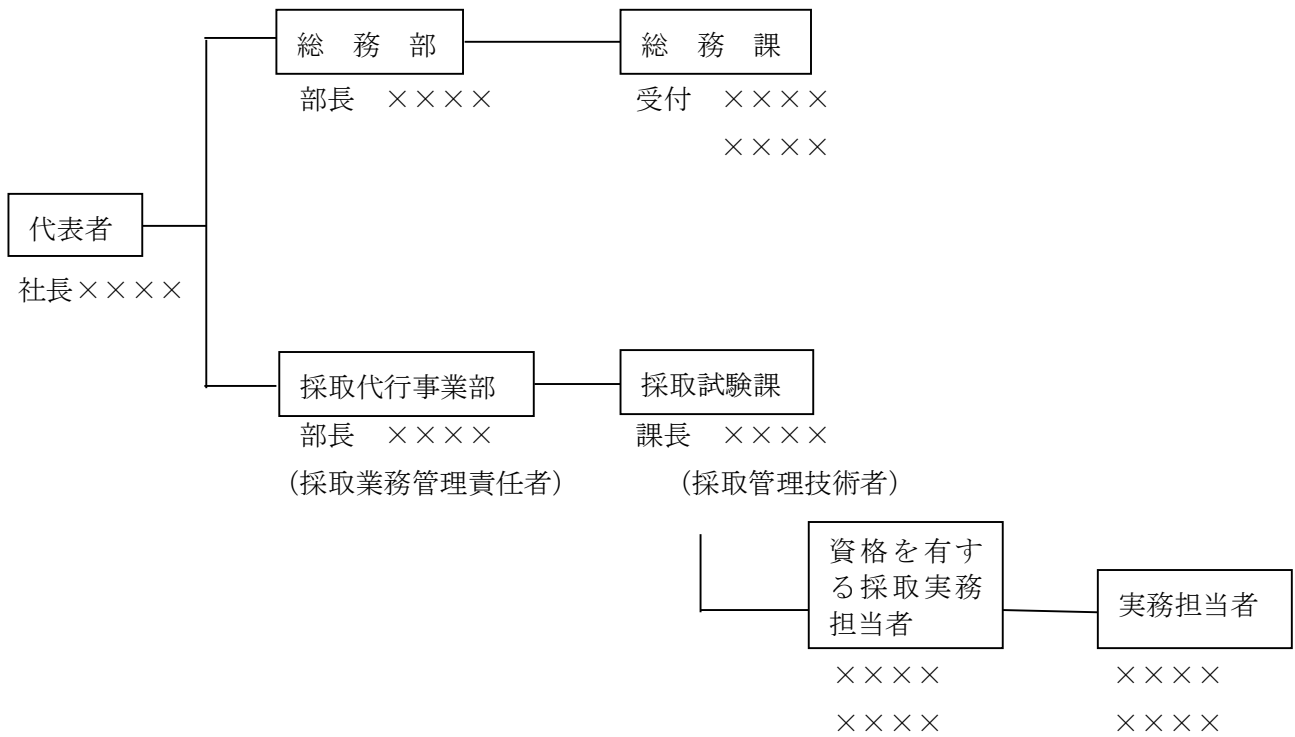 総　務　部
部長　××××
総　務　課
受付　××××
××××
代表者
社長××××
採取代行事業部
部長　××××
（採取業務管理責任者）
採取試験課
課長　××××
（採取管理技術者）
資格を有す
る採取実務
担当者
××××
××××
実務担当者
××××
××××